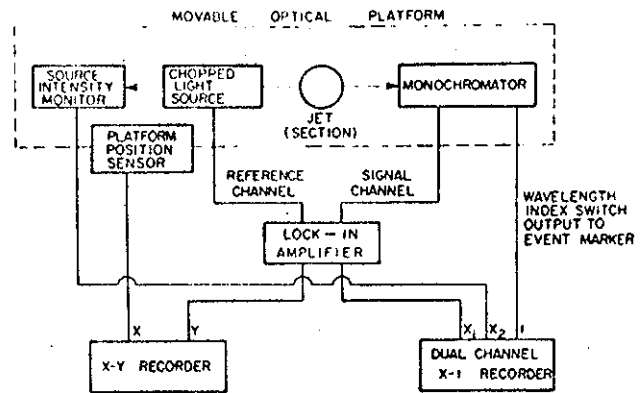 MOVABLE OPTICAL PLATFORM
SOURCE
INTENSITY
MONITOR
CHOPPED
LIGHT
SOURCE
JET
(SECTION)
MONOCHROMATOR
PLATFORM
POSITION
SENSOR
REFERENCE
CHANNEL
SIGNAL
CHANNEL
WAVELENGTH
INDEX SWITCH
OUTPUT TO
EVENT MARKER
LOCK-IN
AMPLIFIER
X
Y
X-Y RECORDER
X₁
X₂
I
DUAL CHANNEL
X-I RECORDER